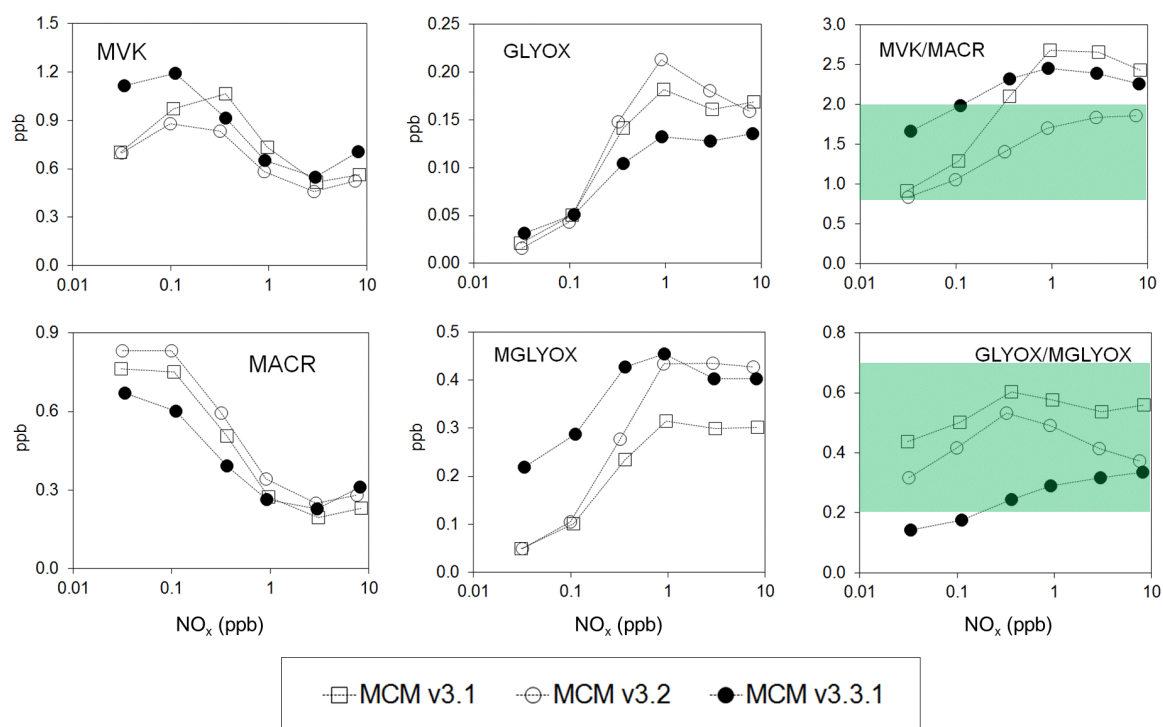 MVK
ppb
1.5
1.2
0.9
0.6
0.3
0.0
0.01 0.1 1 10
GLYOX
ppb
0.25
0.20
0.15
0.10
0.05
0.00
0.01 0.1 1 10
MVK/MACR
3.0
2.5
2.0
1.5
1.0
0.5
0.0
0.01 0.1 1 10
MACR
ppb
0.9
0.6
0.3
0.0
0.01 0.1 1 10
NOx (ppb)
MGLYOX
ppb
0.5
0.4
0.3
0.2
0.1
0.0
0.01 0.1 1 10
NOx (ppb)
GLYOX/MGLYOX
0.8
0.6
0.4
0.2
0.0
0.01 0.1 1 10
NOx (ppb)
MCM v3.1 MCM v3.2 MCM v3.3.1